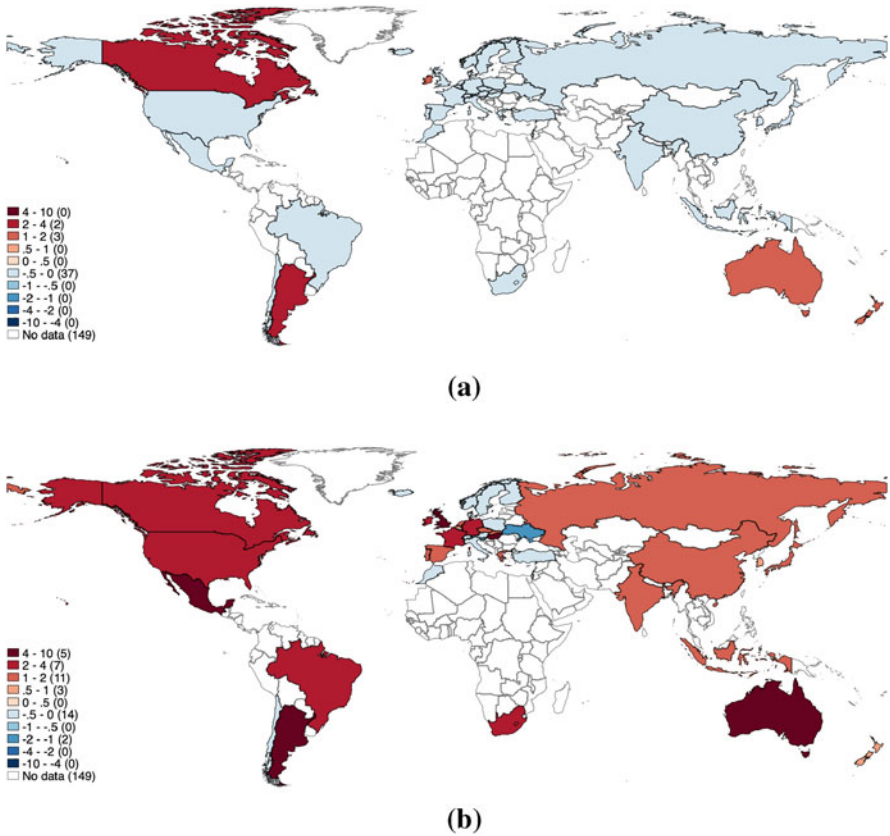 4 - 10 (0)
2 - 4 (2)
1 - 2 (3)
.5 - 1 (0)
0 - .5 (0)
-.5 - 0 (37)
-1 - -.5 (0)
-2 - -1 (0)
-4 - -2 (0)
-10 - -4 (0)
No data (149)
(a)
4 - 10 (5)
2 - 4 (7)
1 - 2 (11)
.5 - 1 (3)
0 - .5 (0)
-.5 - 0 (14)
-1 - -.5 (0)
-2 - -1 (2)
-4 - -2 (0)
-10 - -4 (0)
No data (149)
(b)